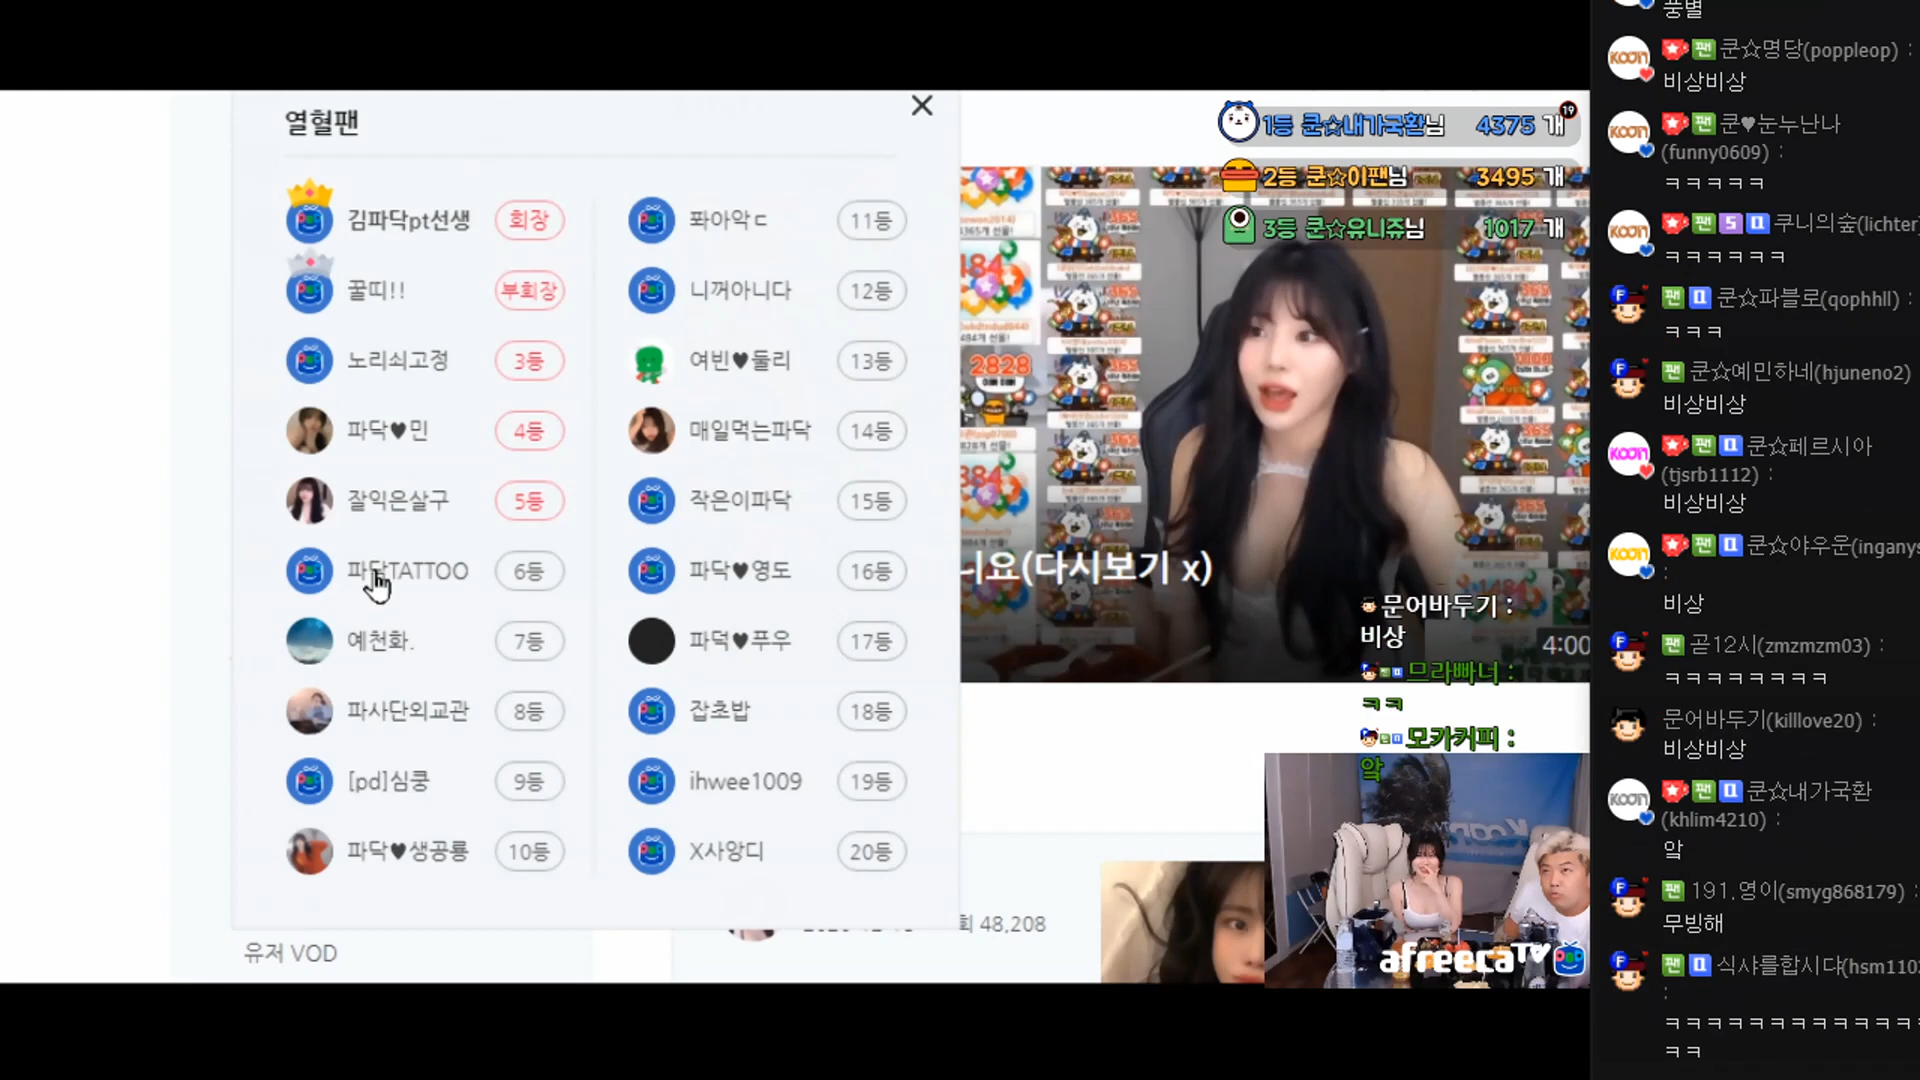 열혈팬
김파닥pt선생 회장
꿀띠!! 부회장
노리쇠고정 3등
파닥♥민 4등
잘익은살구 5등
파닥TATTOO 6등
예천화. 7등
파사단외교관 8등
[pd]심쿵 9등
파닥♥생공룡 10등
퐈아악ㄷ 11등
니꺼아니다 12등
여빈♥둘리 13등
매일먹는파닥 14등
작은이파닥 15등
파닥♥영도 16등
파덕♥푸우 17등
잡초밥 18등
ihwee1009 19등
X사앙디 20등
유저 VOD
회 48,208
1등 쿤☆내가국환님 4375 개
19
2등 쿤☆이팬님 3495 개
3등 쿤☆유니쥬님 1017 개
2828
니요(다시보기 x)
4:00
문어바두기 :
비상
므라빠너 :
ㅋㅋ
모카커피 :
앜
afreecaTV
풍별
쿤☆명당(poppleop) :
비상비상
쿤♥눈누난나
(funny0609) :
ㅋㅋㅋㅋㅋ
쿠니의숲(lichter
ㅋㅋㅋㅋㅋㅋ
쿤☆파블로(qophhll) :
ㅋㅋㅋ
쿤☆예민하네(hjuneno2)
비상비상
쿤☆페르시아
(tjsrb1112) :
비상비상
쿤☆야우운(inganys
:
비상
곧12시(zmzmzm03) :
ㅋㅋㅋㅋㅋㅋㅋㅋ
문어바두기(killlove20) :
비상비상
쿤☆내가국환
(khlim4210) :
앜
191.영이(smyg868179) :
무빙해
식샤를합시댜(hsm110
:
ㅋㅋㅋㅋㅋㅋㅋㅋㅋㅋㅋㅋㅋ
ㅋㅋ